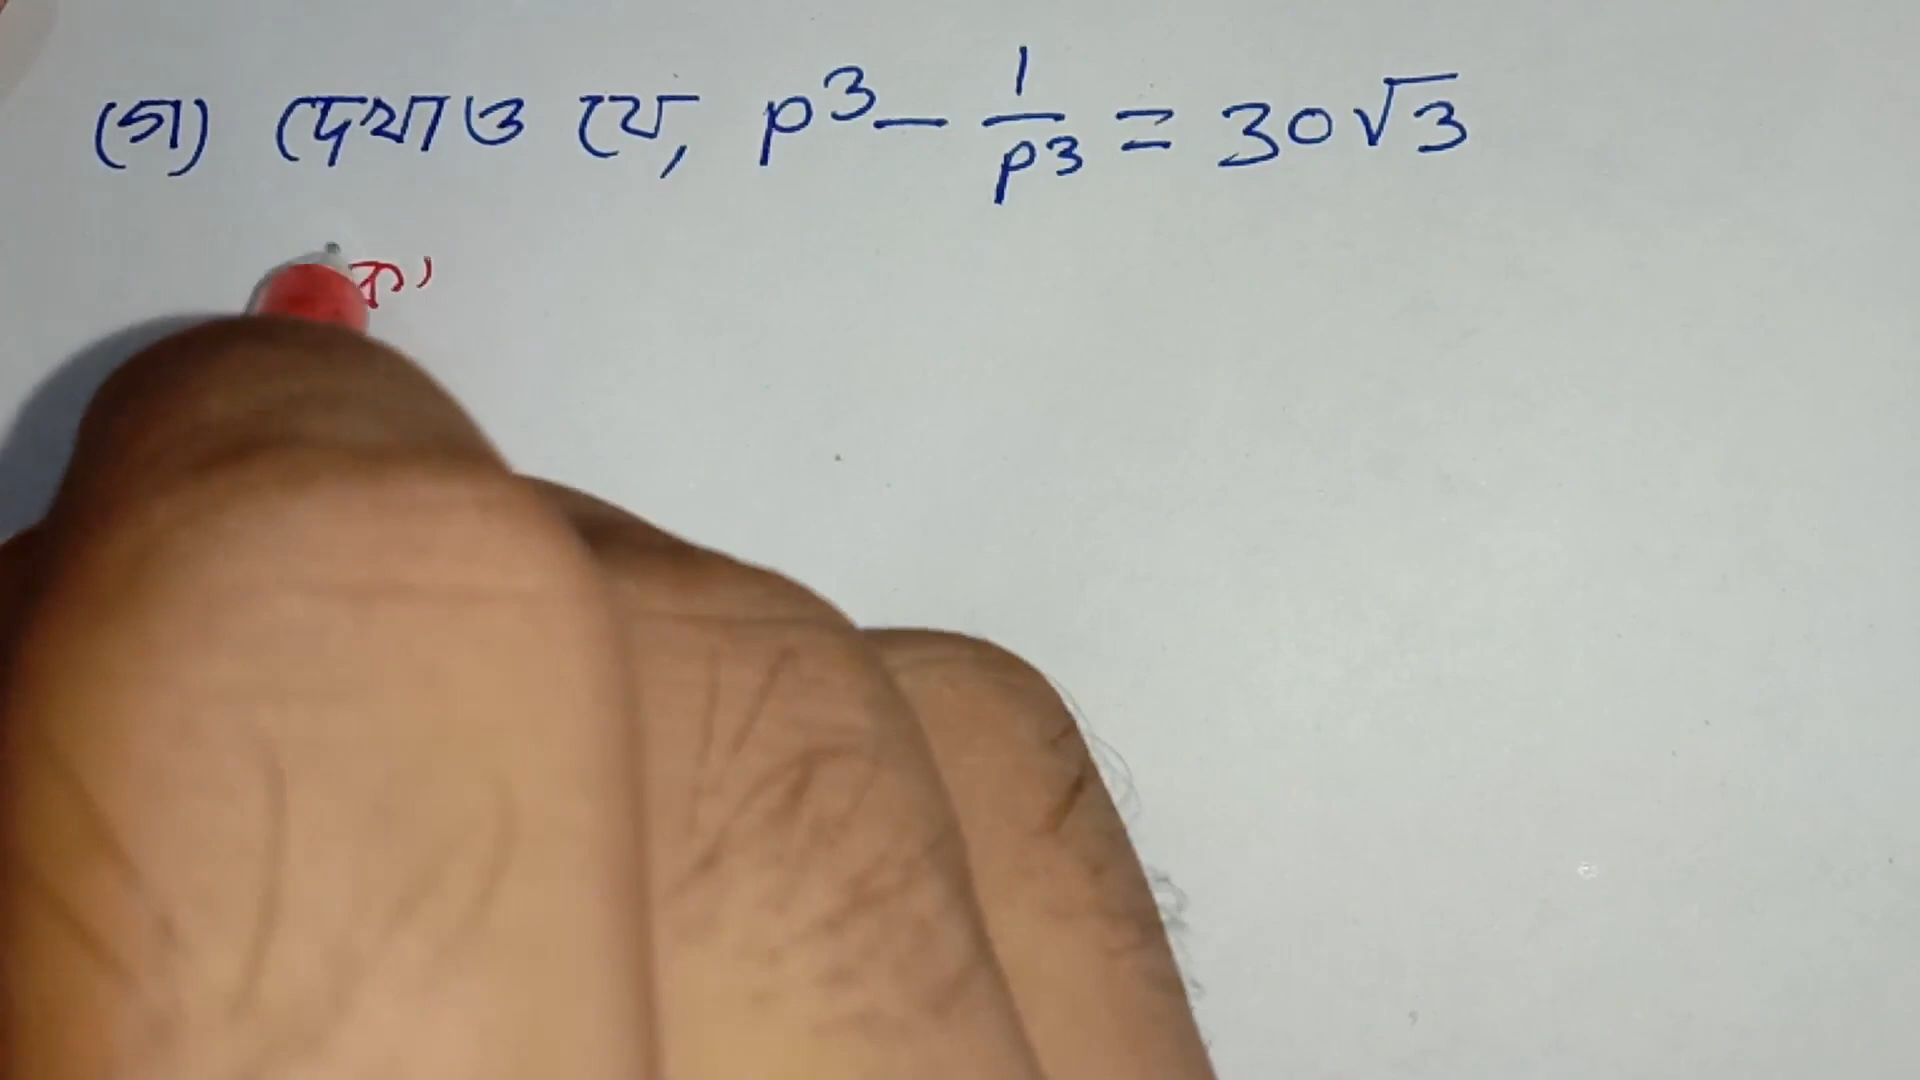 (গ) দেখাও যে, p³ - 1/p³ = 30√3